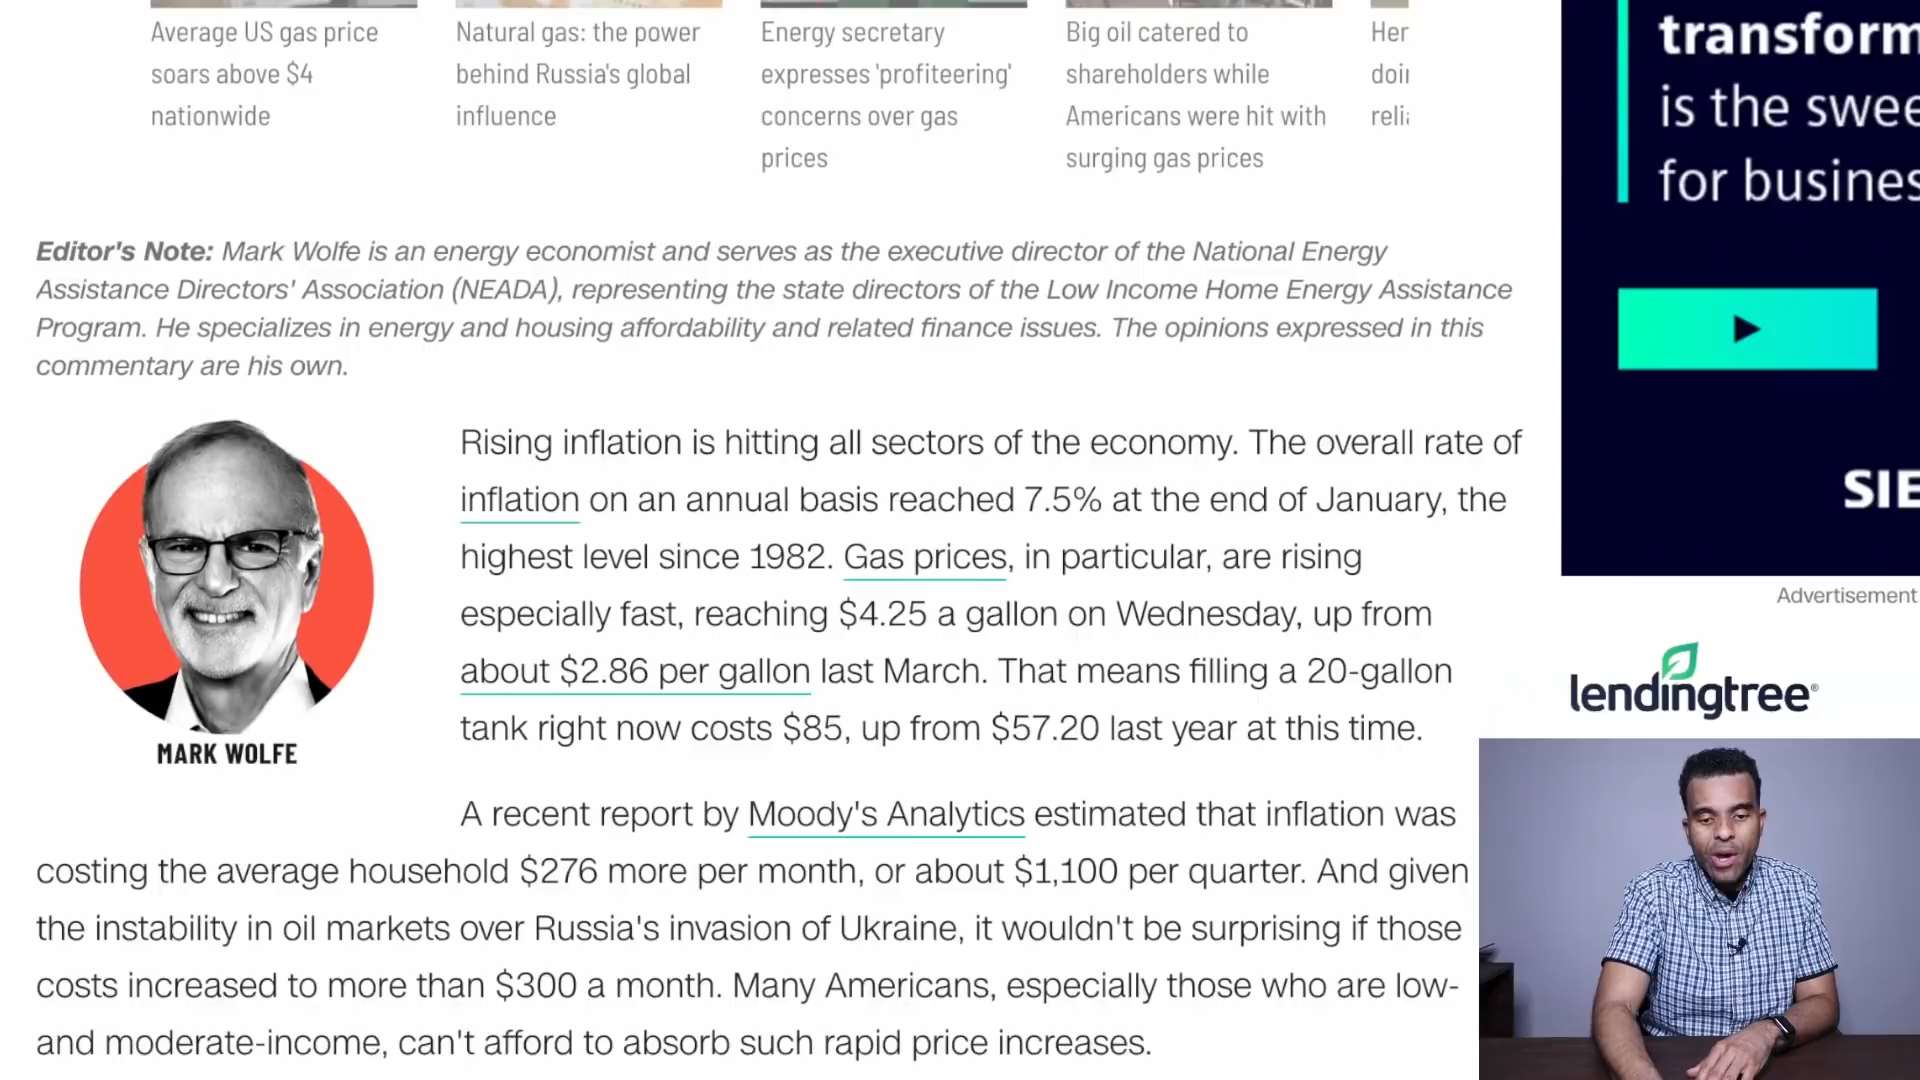 Average US gas price
soars above $4
nationwide
Natural gas: the power
behind Russia's global
influence
Energy secretary
expresses 'profiteering'
concerns over gas
prices
Big oil catered to
shareholders while
Americans were hit with
surging gas prices
Her
Editor's Note: Mark Wolfe is an energy economist and serves as the executive director of the National Energy
Assistance Directors' Association (NEADA), representing the state directors of the Low Income Home Energy Assistance
Program. He specializes in energy and housing affordability and related finance issues. The opinions expressed in this
commentary are his own.
MARK WOLFE
Rising inflation is hitting all sectors of the economy. The overall rate of
inflation on an annual basis reached 7.5% at the end of January, the
highest level since 1982. Gas prices, in particular, are rising
especially fast, reaching $4.25 a gallon on Wednesday, up from
about $2.86 per gallon last March. That means filling a 20-gallon
tank right now costs $85, up from $57.20 last year at this time.
A recent report by Moody's Analytics estimated that inflation was
costing the average household $276 more per month, or about $1,100 per quarter. And given
the instability in oil markets over Russia's invasion of Ukraine, it wouldn't be surprising if those
costs increased to more than $300 a month. Many Americans, especially those who are low-
and moderate-income, can't afford to absorb such rapid price increases.
transform
is the swee
for busines
SIE
Advertisement
lendingtree®